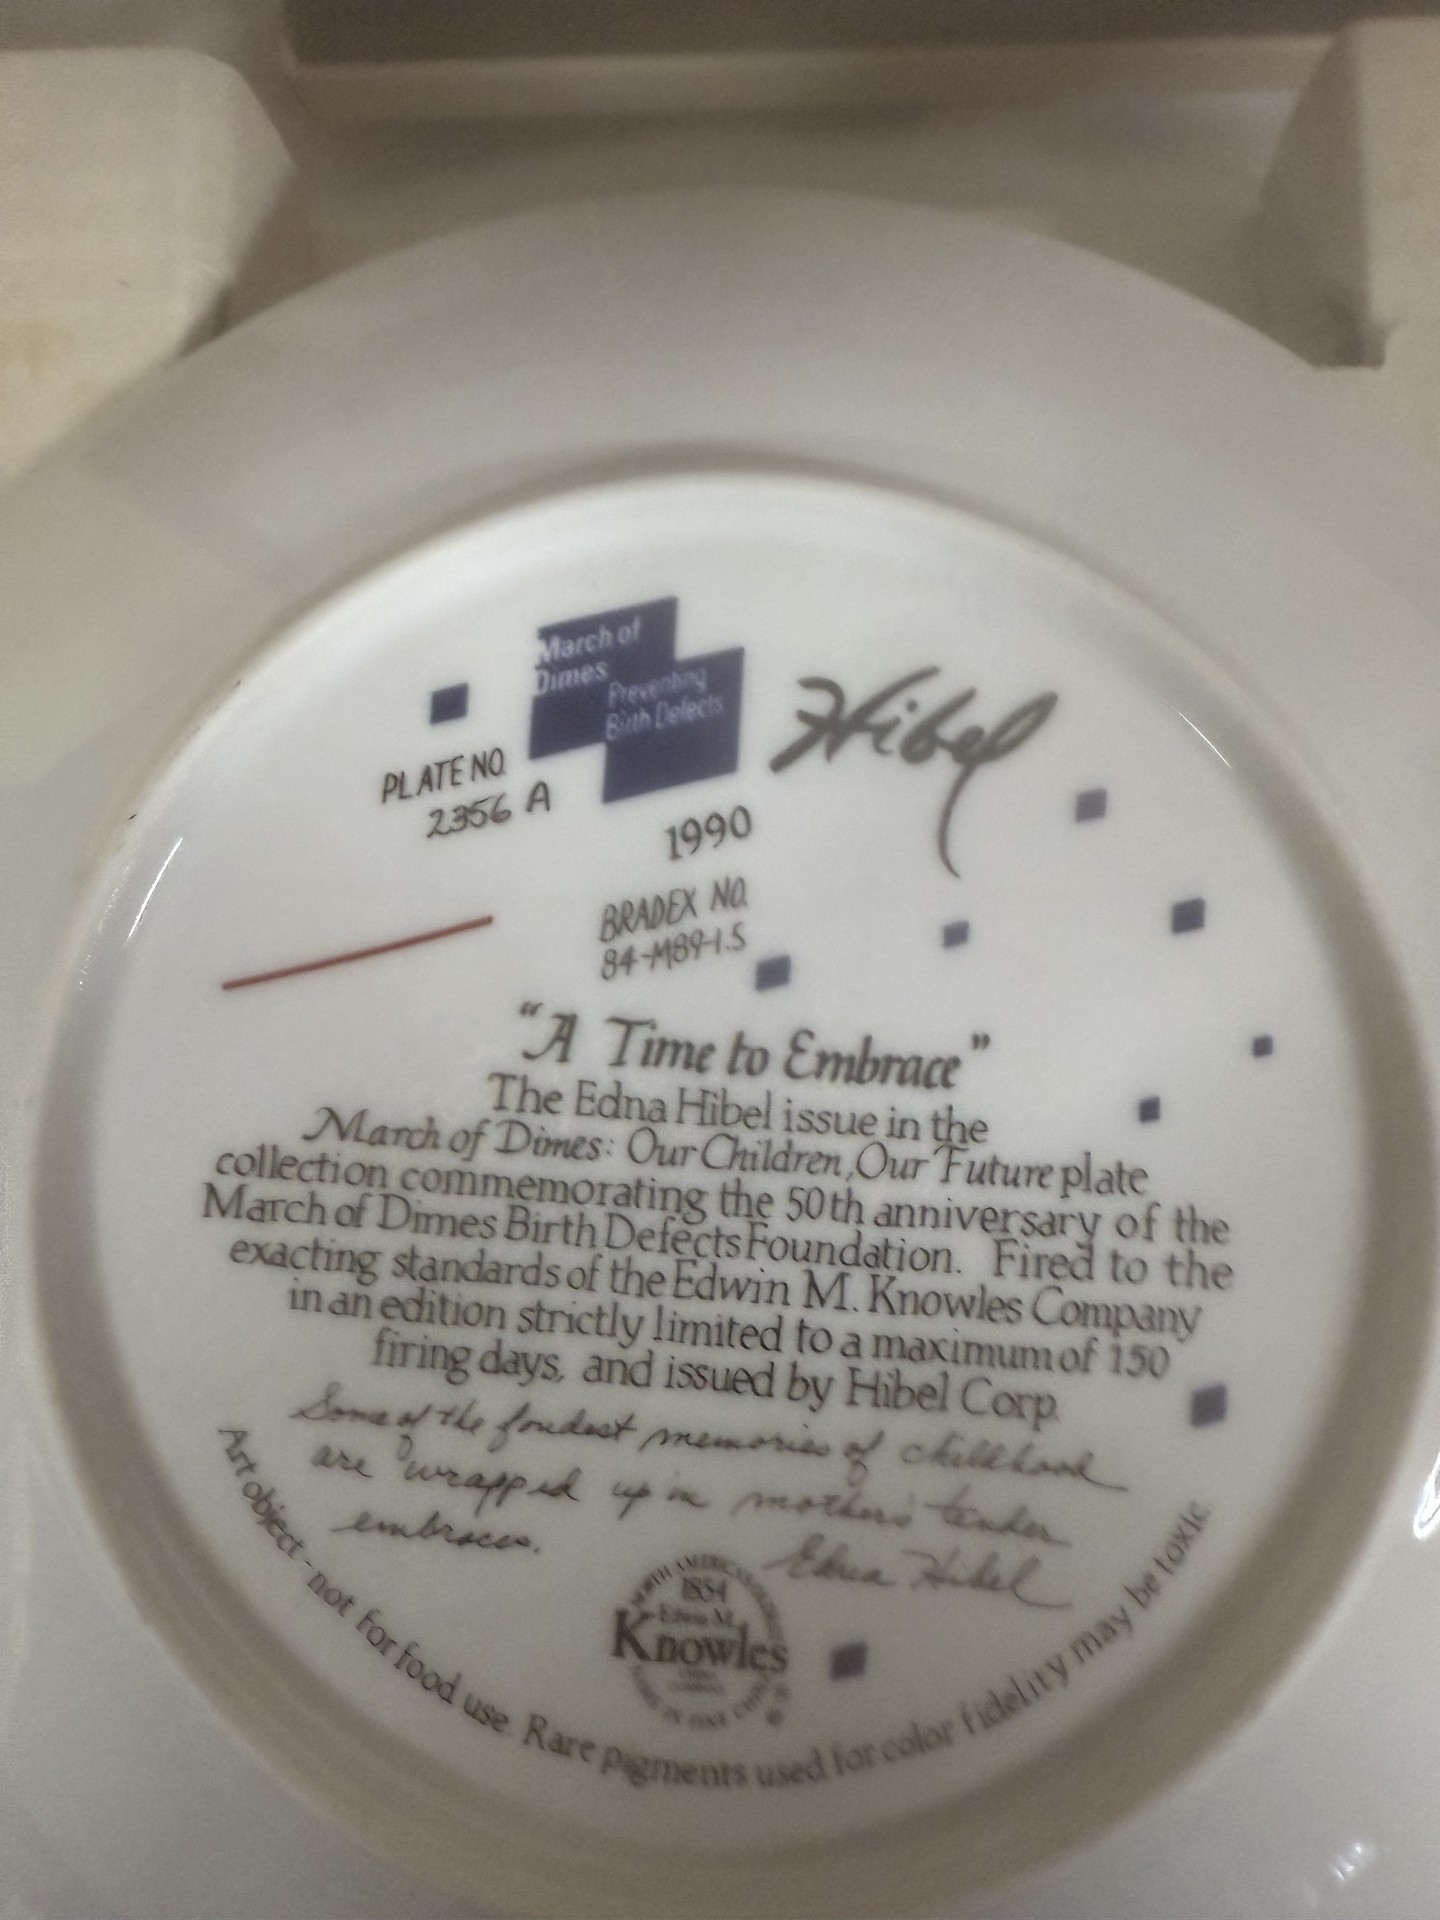 March of
Dimes
Preventing
Birth Defects
Hibel
PLATE NO.
2356 A
1990
BRADEX NO.
84-M89-1.5
"A Time to Embrace"
The Edna Hibel issue in the
March of Dimes: Our Children, Our Future plate
collection commemorating the 50th anniversary of the
March of Dimes Birth Defects Foundation. Fired to the
exacting standards of the Edwin M. Knowles Company
in an edition strictly limited to a maximum of 150
firing days, and issued by Hibel Corp.
Some of the fondest memories of childhood
are wrapped up in mother's tender
embraces.
Edna Hibel
1854
Edwin M.
Knowles
Art object - not for food use. Rare pigments used for color fidelity may be toxic